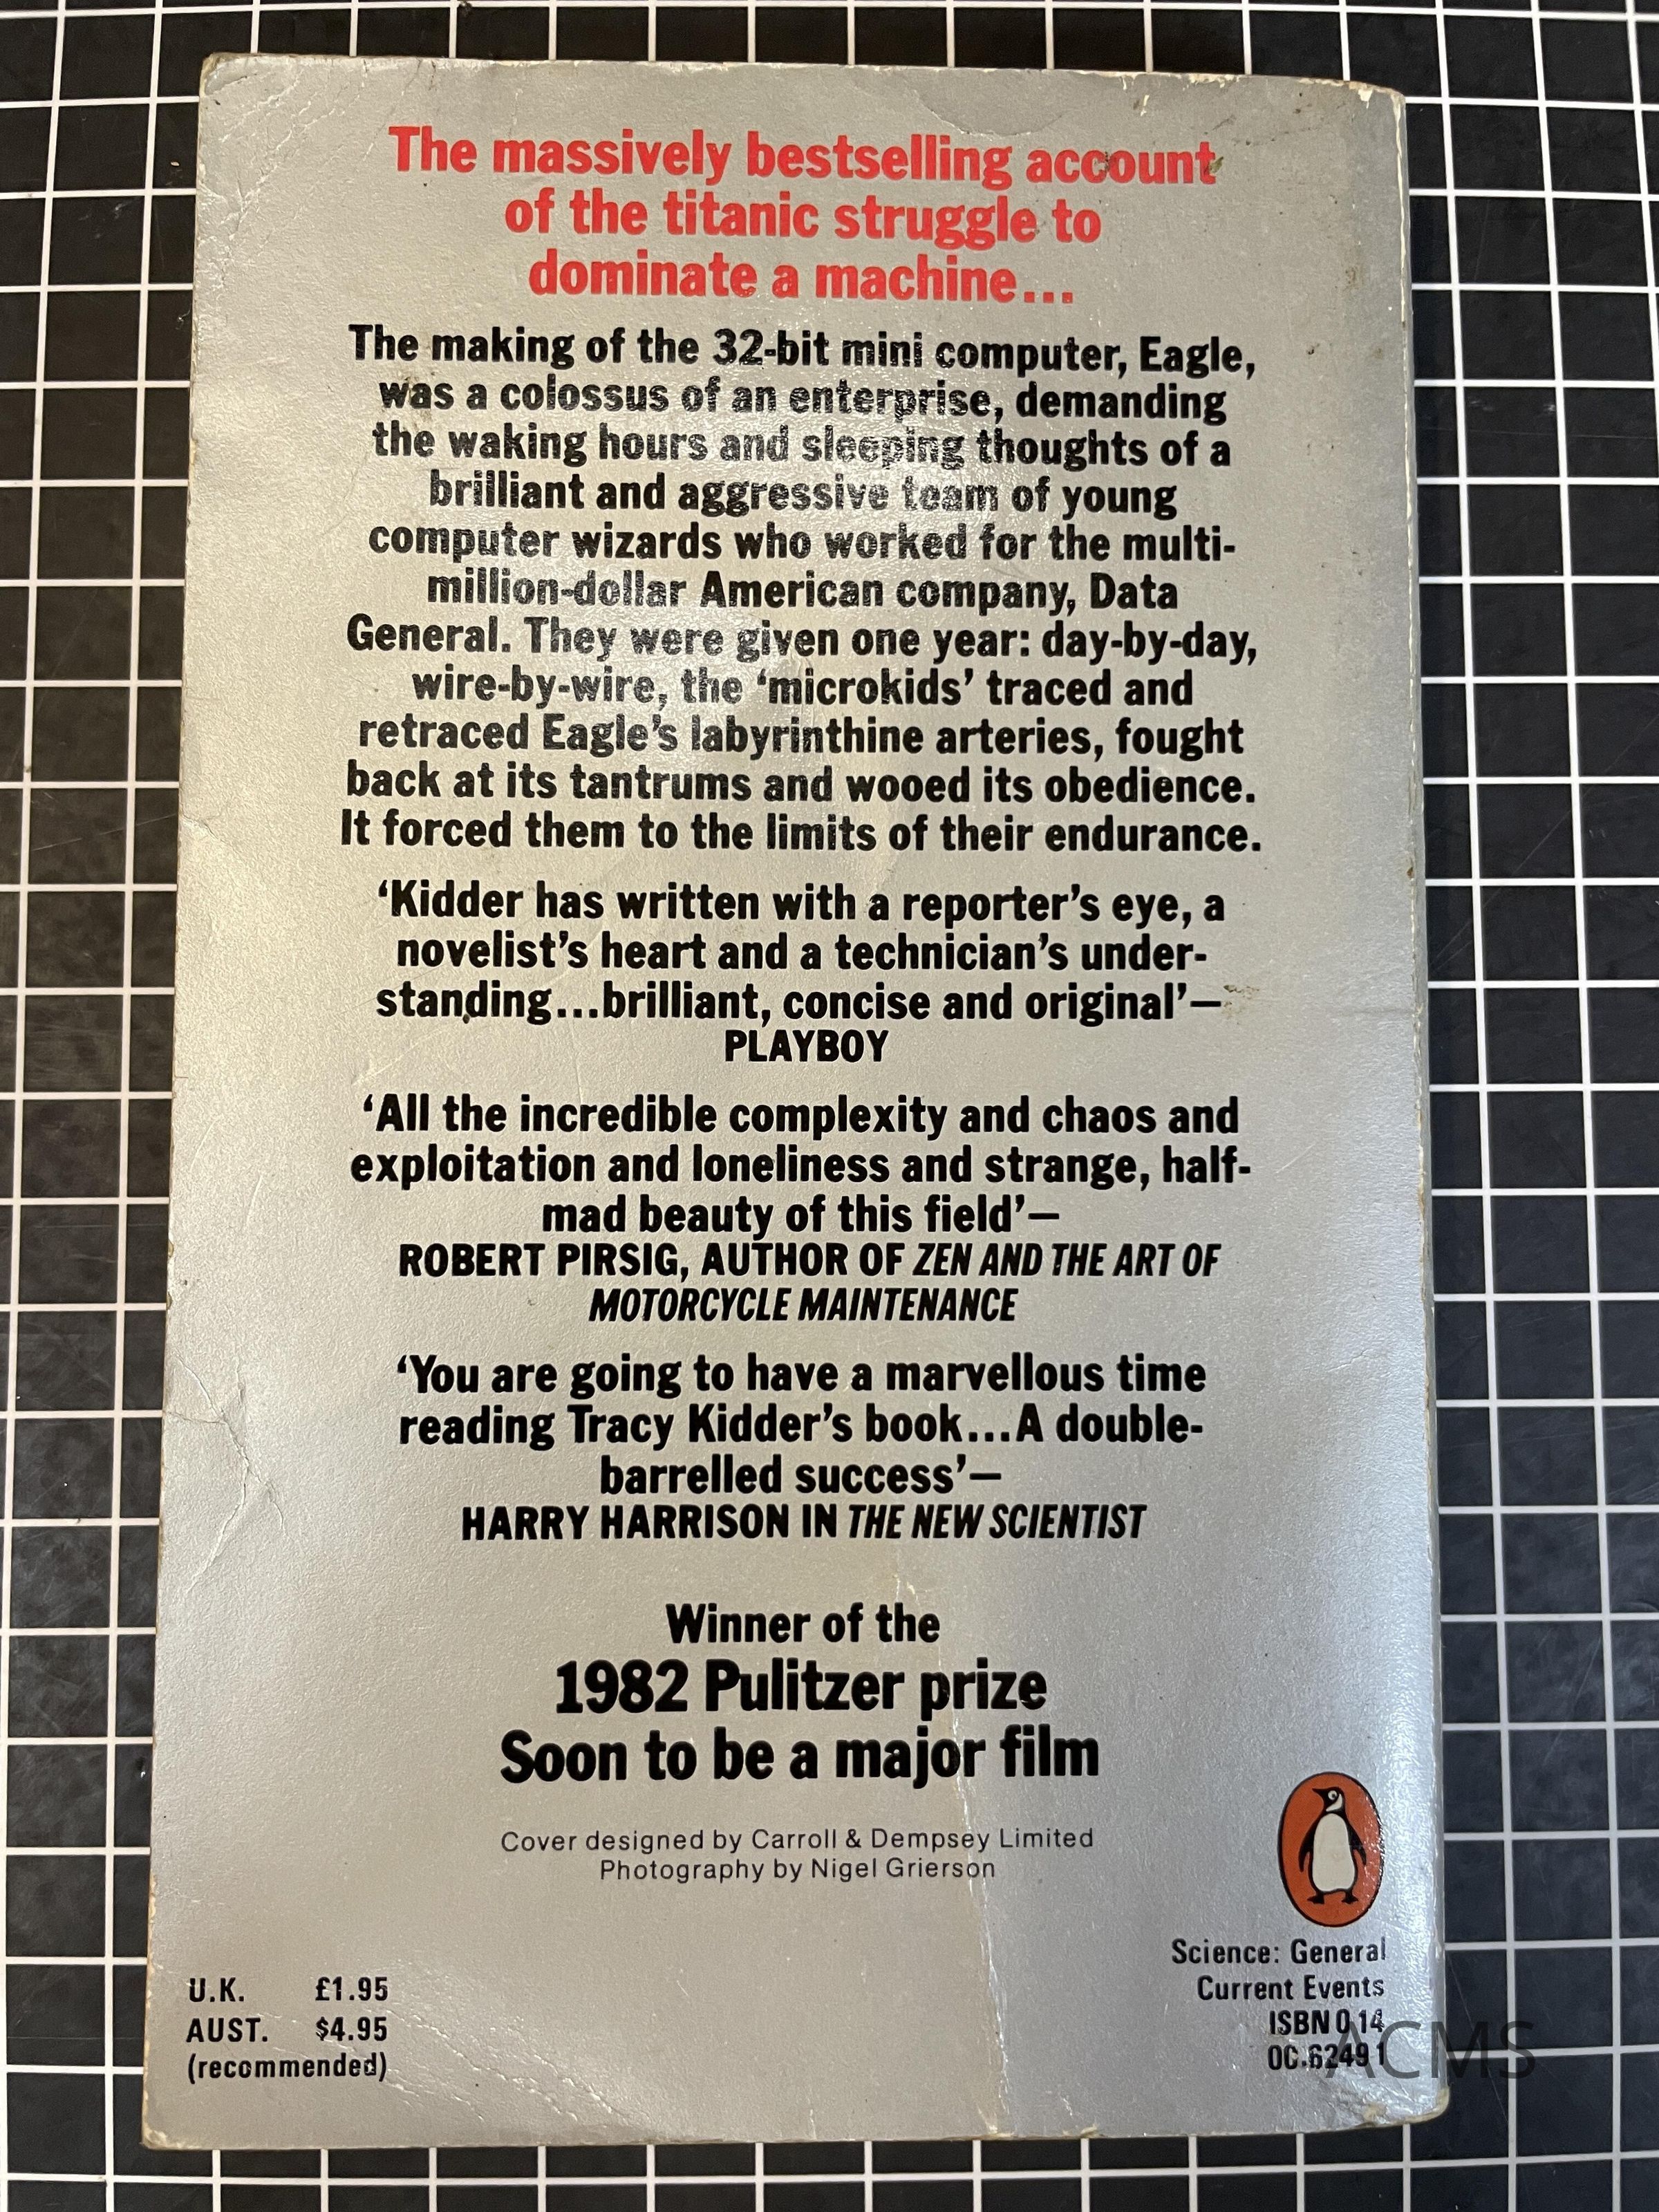 The massively bestselling account
of the titanic struggle to
dominate a machine...
The making of the 32-bit mini computer, Eagle,
was a colossus of an enterprise, demanding
the waking hours and sleeping thoughts of a
brilliant and aggressive team of young
computer wizards who worked for the multi-
million-dollar American company, Data
General. They were given one year: day-by-day,
wire-by-wire, the ‘microkids’ traced and
retraced Eagle’s labyrinthine arteries, fought
back at its tantrums and wooed its obedience.
It forced them to the limits of their endurance.
‘Kidder has written with a reporter’s eye, a
novelist’s heart and a technician’s under-
standing...brilliant, concise and original’—
PLAYBOY
‘All the incredible complexity and chaos and
exploitation and loneliness and strange, half-
mad beauty of this field’—
ROBERT PIRSIG, AUTHOR OF ZEN AND THE ART OF
MOTORCYCLE MAINTENANCE
‘You are going to have a marvellous time
reading Tracy Kidder’s book...A double-
barrelled success’—
HARRY HARRISON IN THE NEW SCIENTIST
Winner of the
1982 Pulitzer prize
Soon to be a major film
Cover designed by Carroll & Dempsey Limited
Photography by Nigel Grierson
U.K. £1.95
AUST. $4.95
(recommended)
Science: General
Current Events
ISBN 0 14
00.6249 1
ACMS